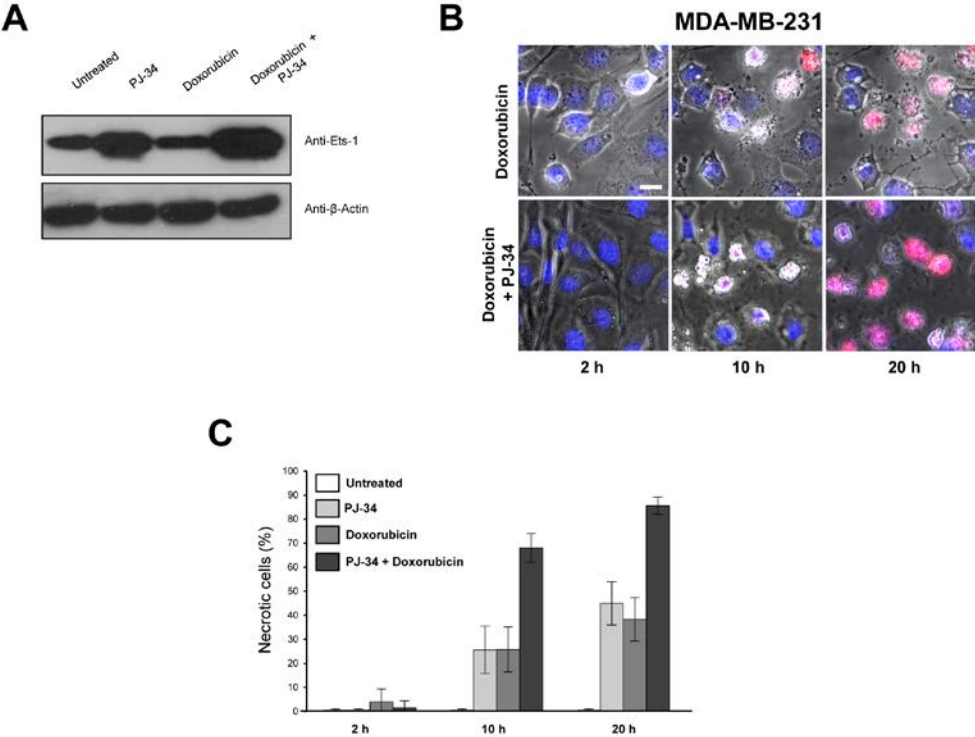 A
Untreated
PJ-34
Doxorubicin
Doxorubicin +
PJ-34
Anti-Ets-1
Anti-β-Actin
B
MDA-MB-231
Doxorubicin
Doxorubicin
+ PJ-34
2 h
10 h
20 h
C
Necrotic cells (%)
100
90
80
70
60
50
40
30
20
10
0
Untreated
PJ-34
Doxorubicin
PJ-34 + Doxorubicin
2 h
10 h
20 h